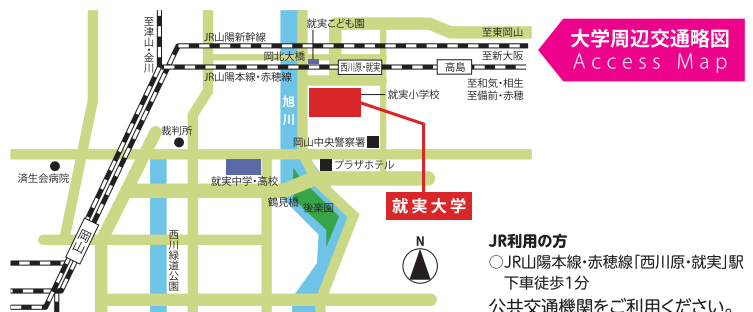 大学周辺交通略図
Access Map
至津山・金川
JR山陽新幹線
就実こども園
至東岡山
岡北大橋
至新大阪
西川原・就実
高島
JR山陽本線・赤穂線
至和気・相生
至備前・赤穂
旭川
就実小学校
裁判所
岡山中央警察署
プラザホテル
済生会病院
就実中学・高校
鶴見橋
後楽園
就実大学
岡山
西川緑道公園
N
JR利用の方
○JR山陽本線・赤穂線「西川原・就実」駅
下車徒歩1分
公共交通機関をご利用ください。